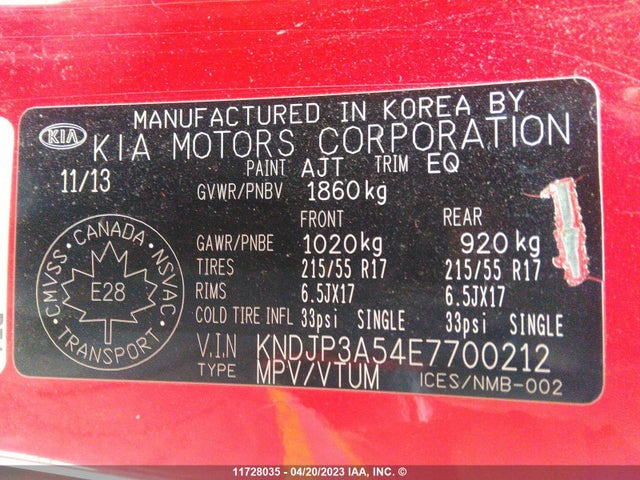 MANUFACTURED IN KOREA BY
KIA KIA MOTORS CORPORATION
PAINT AJT TRIM EQ
11/13
GVWR/PNBV 1860kg
FRONT REAR
GAWR/PNBE 1020kg 920kg
TIRES 215/55 R17 215/55 R17
RIMS 6.5JX17 6.5JX17
COLD TIRE INFL 33psi SINGLE 33psi SINGLE
V.I.N KNDJP3A54E7700212
TYPE MPV/VTUM
ICES/NMB-002
CMVSS • CANADA • NSVAC
E28
TRANSPORT
11728035 - 04/20/2023 IAA, INC. ©